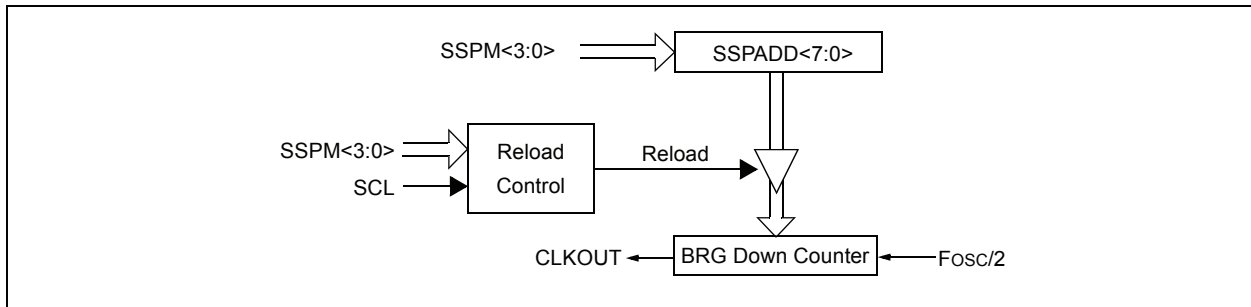 SSPM<3:0>
SSPADD<7:0>
SSPM<3:0>
SCL
Reload
Control
Reload
CLKOUT
BRG Down Counter
FOSC/2